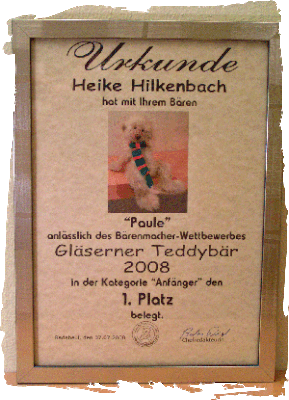 Urkunde
Heike Hilkenbach
hat mit Ihrem Bären
"Paule"
anlässlich des Bärenmacher-Wettbewerbes
Gläserner Teddybär
2008
in der Kategorie "Anfänger" den
1. Platz
belegt.